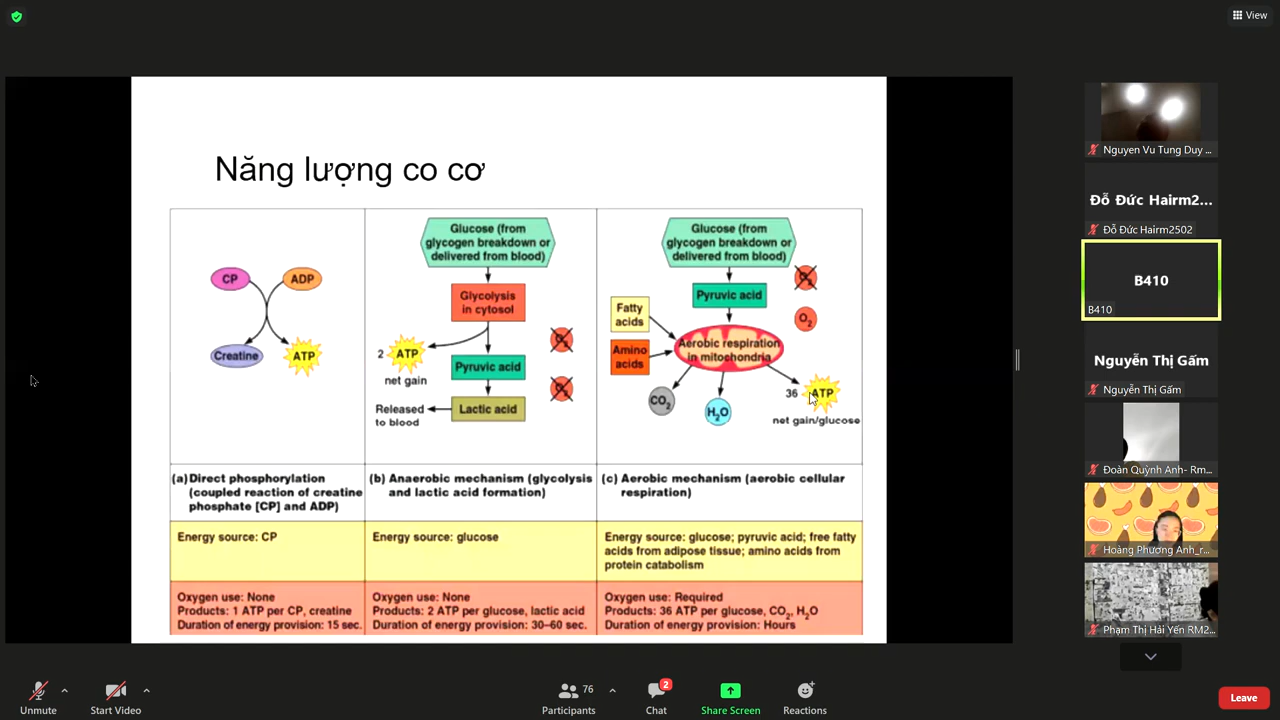 View
Năng lượng co cơ
CP
ADP
Creatine
ATP
Glucose (from
glycogen breakdown or
delivered from blood)
Glycolysis
in cytosol
2 ATP
net gain
O2
Pyruvic acid
O2
Released
to blood
Lactic acid
Glucose (from
glycogen breakdown or
delivered from blood)
O2
Pyruvic acid
O2
Fatty
acids
Amino
acids
Aerobic respiration
in mitochondria
CO2
H2O
36 ATP
net gain/glucose
(a) Direct phosphorylation
(coupled reaction of creatine
phosphate [CP] and ADP)
(b) Anaerobic mechanism (glycolysis
and lactic acid formation)
(c) Aerobic mechanism (aerobic cellular
respiration)
Energy source: CP
Energy source: glucose
Energy source: glucose; pyruvic acid; free fatty
acids from adipose tissue; amino acids from
protein catabolism
Oxygen use: None
Products: 1 ATP per CP, creatine
Duration of energy provision: 15 sec.
Oxygen use: None
Products: 2 ATP per glucose, lactic acid
Duration of energy provision: 30–60 sec.
Oxygen use: Required
Products: 36 ATP per glucose, CO2, H2O
Duration of energy provision: Hours
Nguyen Vu Tung Duy ...
Đỗ Đức Hairm2...
Đỗ Đức Hairm2502
B410
B410
Nguyễn Thị Gấm
Nguyễn Thị Gấm
Đoàn Quỳnh Anh- Rm...
Hoàng Phương Anh_r...
Phạm Thị Hải Yến RM2...
Unmute
Start Video
76
Participants
2
Chat
Share Screen
Reactions
Leave